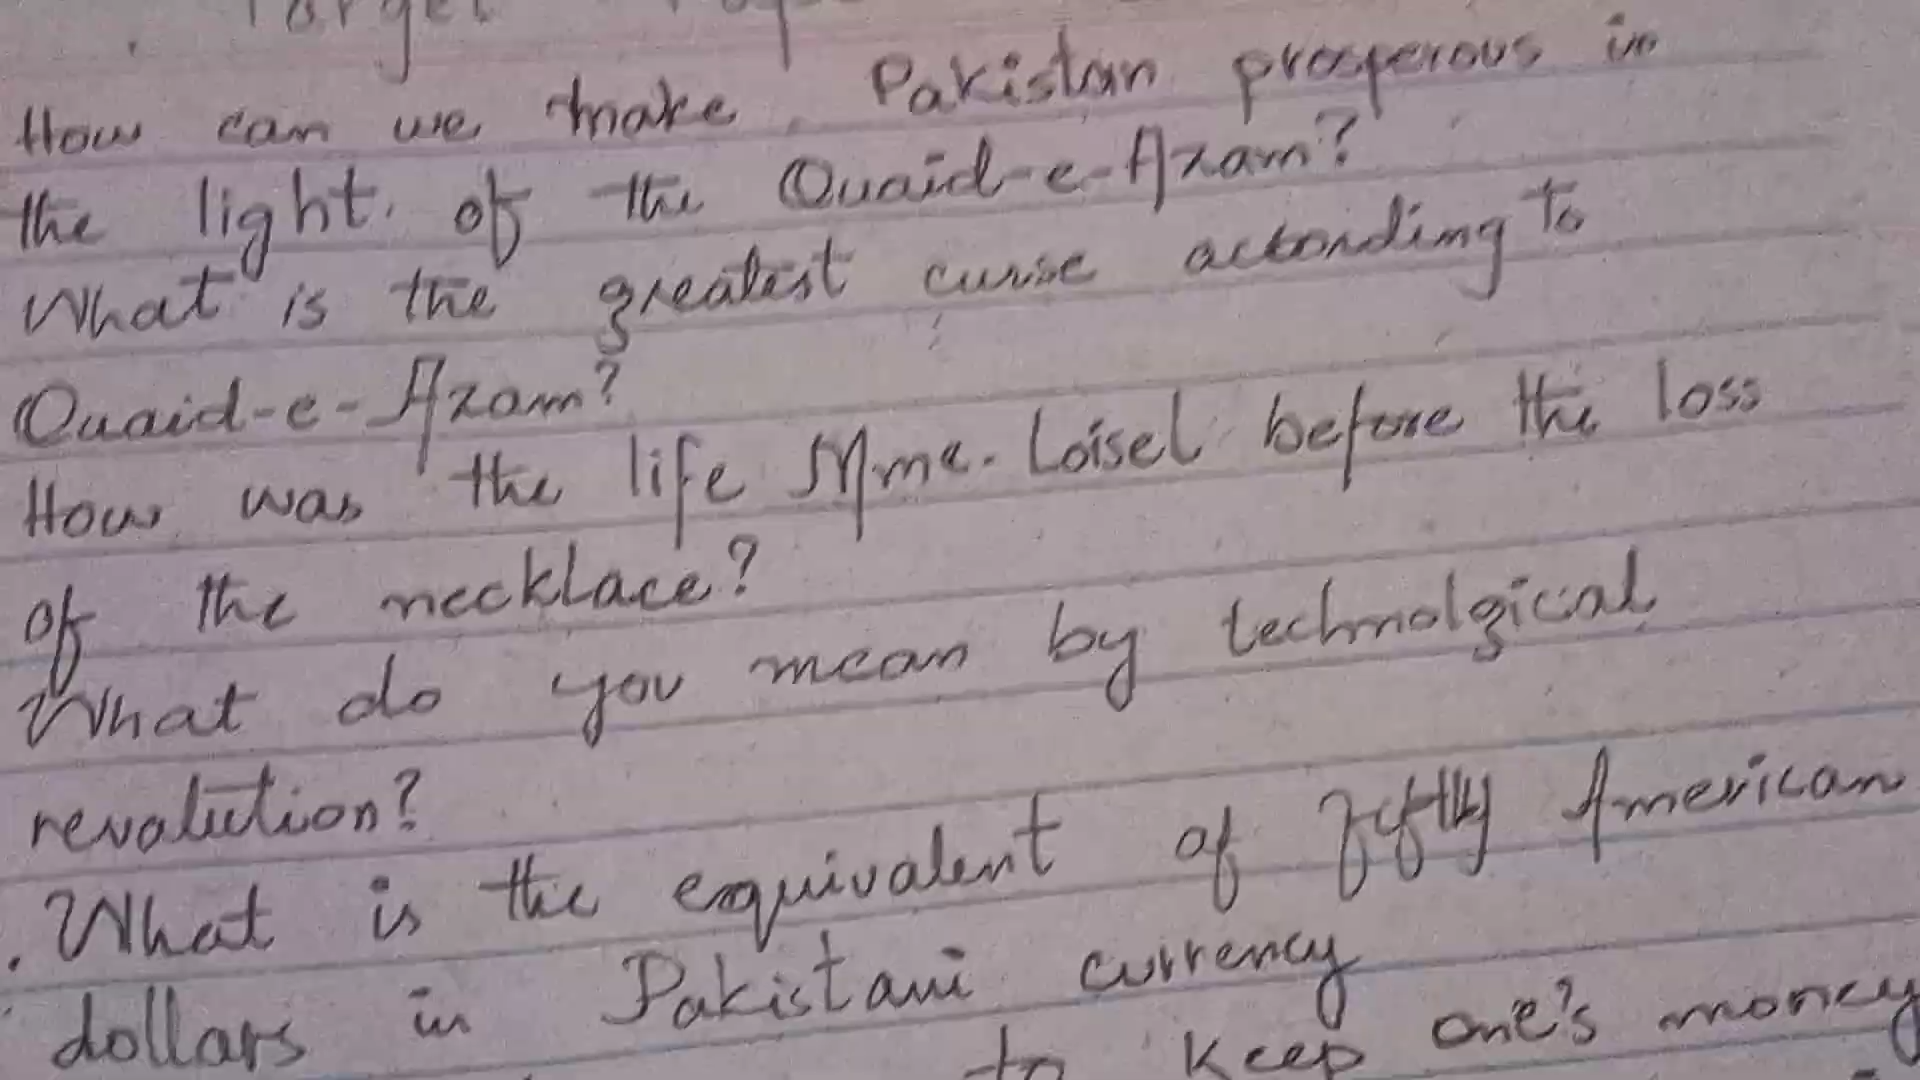 Target
How can we make Pakistan prosperous in
the light of the Quaid-e-Azam?
What is the greatest curse according to
Quaid-e-Azam?
How was the life Mme. Loisel before the loss
of the necklace?
What do you mean by technolgical
revalution?
. What is the equivalent of American
dollars in Pakistani currency
to keep one's money